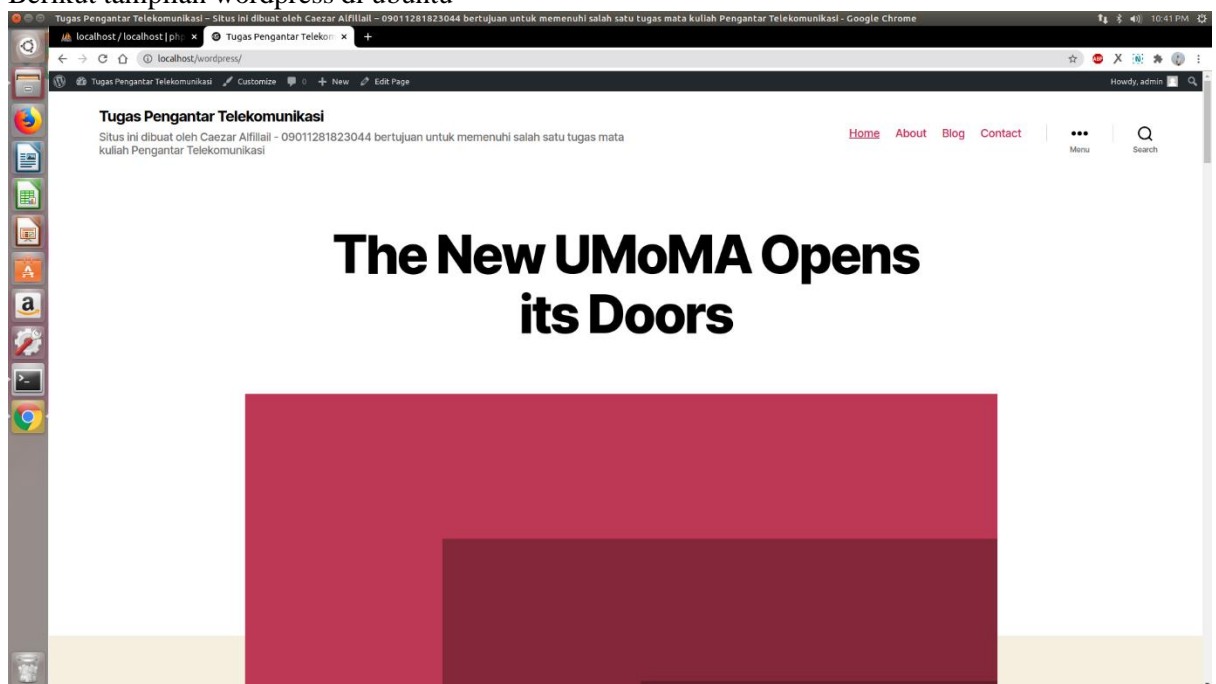 Berikut tampilan wordpress di ubuntu
Tugas Pengantar Telekomunikasi – Situs ini dibuat oleh Caezar Alfillail – 09011281823044 bertujuan untuk memenuhi salah satu tugas mata kuliah Pengantar Telekomunikasi - Google Chrome
10:41 PM
localhost / localhost | php
Tugas Pengantar Telekom
localhost/wordpress/
ABP
Tugas Pengantar Telekomunikasi Customize 0 + New Edit Page
Howdy, admin
Tugas Pengantar Telekomunikasi
Situs ini dibuat oleh Caezar Alfillail - 09011281823044 bertujuan untuk memenuhi salah satu tugas mata
kuliah Pengantar Telekomunikasi
Home About Blog Contact
Menu
Search
The New UMoMA Opens
its Doors